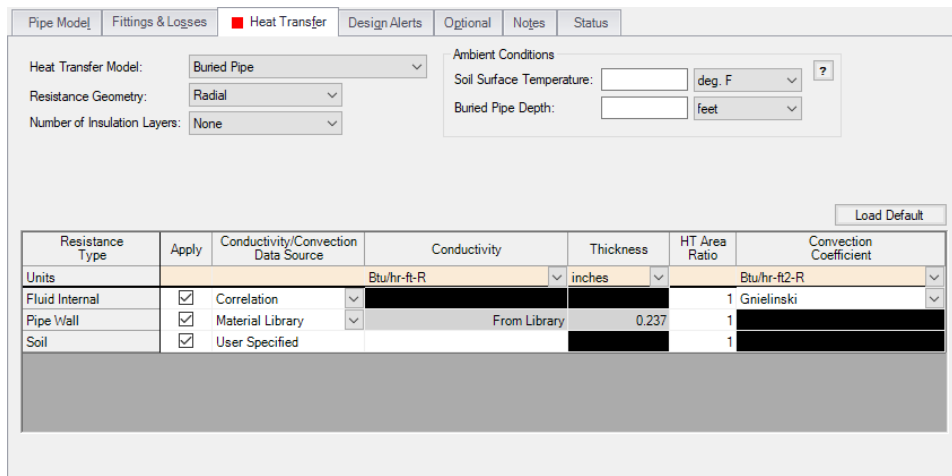 Pipe Model
Fittings & Losses
Heat Transfer
Design Alerts
Optional
Notes
Status
Heat Transfer Model: Buried Pipe
Resistance Geometry: Radial
Number of Insulation Layers: None
Ambient Conditions
Soil Surface Temperature: deg. F
?
Buried Pipe Depth: feet
Load Default
Resistance Type Apply Conductivity/Convection Data Source Conductivity Thickness HT Area Ratio Convection Coefficient
Units Btu/hr-ft-R inches Btu/hr-ft2-R
Fluid Internal Correlation 1 Gnielinski
Pipe Wall Material Library From Library 0.237 1
Soil User Specified 1